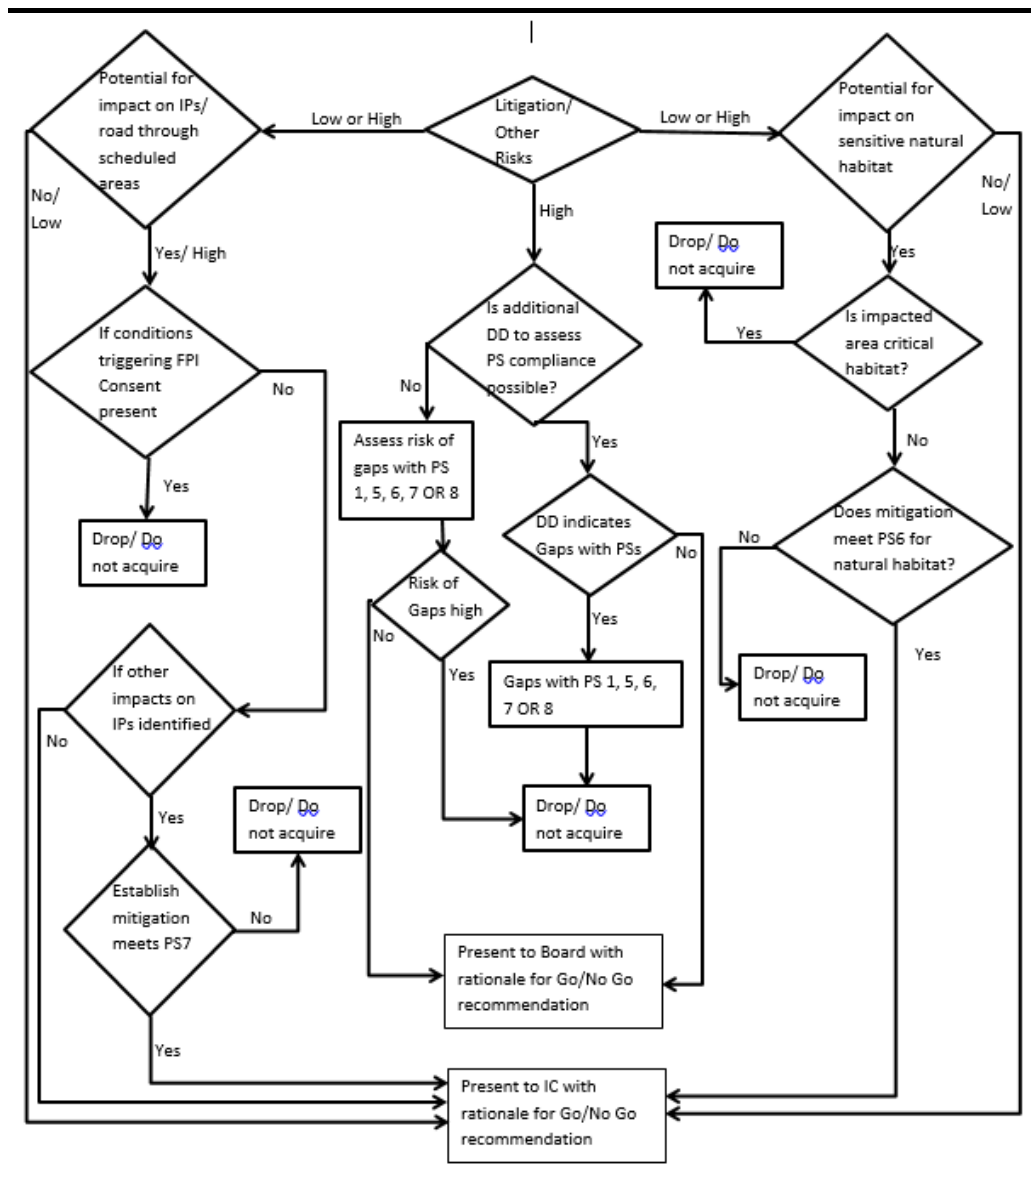 Potential for
impact on IPs/
road through
scheduled
areas
Low or High
Litigation/
Other
Risks
Low or High
Potential for
impact on
sensitive natural
habitat
No/
Low
No/
Low
Yes/ High
High
Drop/ Do
not acquire
Yes
If conditions
triggering FPI
Consent
present
No
Is additional
DD to assess
PS compliance
possible?
Yes
Is impacted
area critical
habitat?
No
Yes
No
Assess risk of
gaps with PS
1, 5, 6, 7 OR 8
Yes
Drop/ Do
not acquire
DD indicates
Gaps with PSs
No
No
Does mitigation
meet PS6 for
natural habitat?
Risk of
Gaps high
No
Yes
Yes
Yes
If other
impacts on
IPs identified
No
Gaps with PS 1, 5, 6,
7 OR 8
Drop/ Do
not acquire
Yes
Drop/ Do
not acquire
Drop/ Do
not acquire
Establish
mitigation
meets PS7
No
Present to Board with
rationale for Go/No Go
recommendation
Yes
Present to IC with
rationale for Go/No Go
recommendation